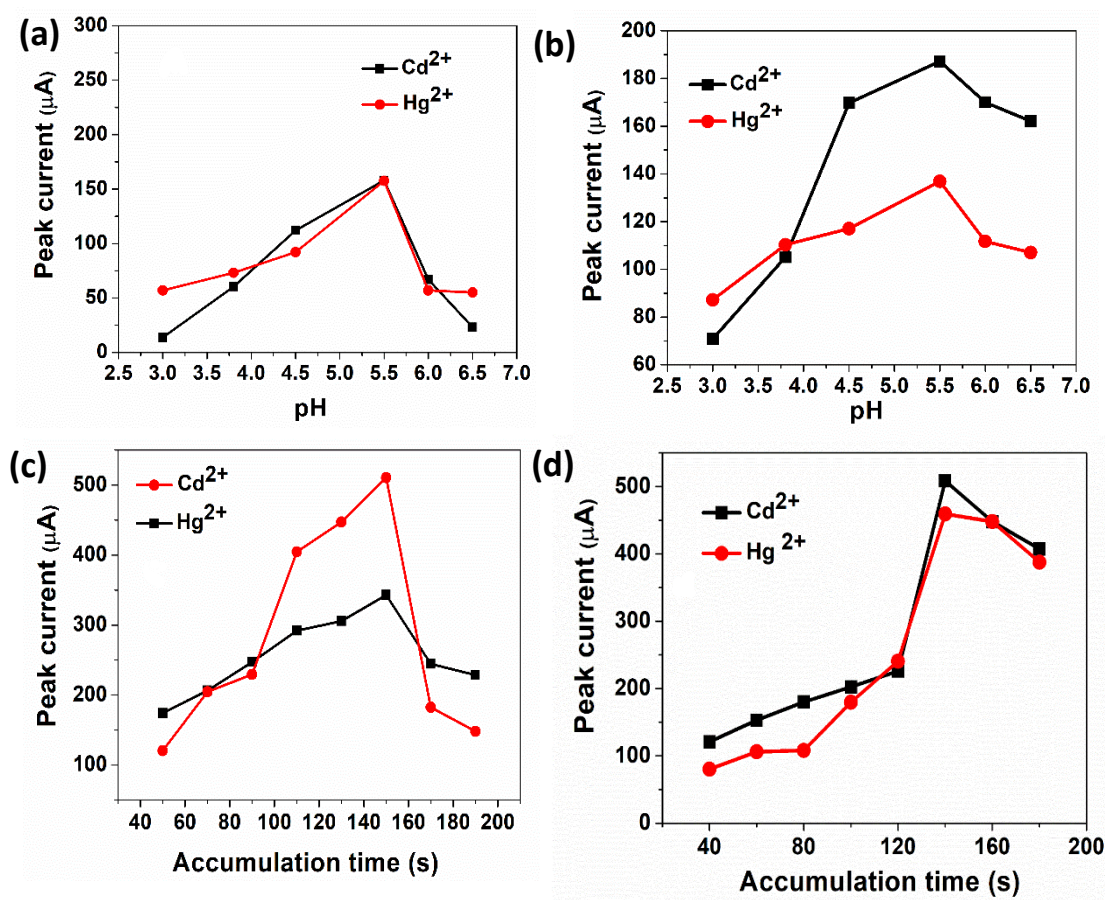 (a)
300
250
200
150
100
50
0
Peak current (μA)
Cd2+
Hg2+
2.5 3.0 3.5 4.0 4.5 5.0 5.5 6.0 6.5 7.0
pH
(b)
200
180
160
140
120
100
80
60
Peak current (μA)
Cd2+
Hg2+
2.5 3.0 3.5 4.0 4.5 5.0 5.5 6.0 6.5 7.0
pH
(c)
500
400
300
200
100
Peak current (μA)
Cd2+
Hg2+
40 60 80 100 120 140 160 180 200
Accumulation time (s)
(d)
500
400
300
200
100
0
Peak current (μA)
Cd2+
Hg 2+
40 80 120 160 200
Accumulation time (s)